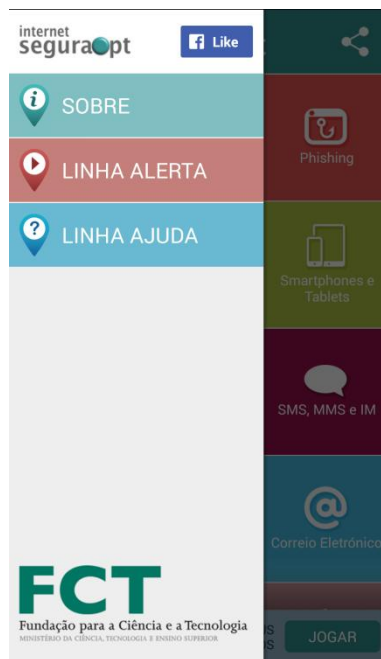 internet
segura.pt
Like
SOBRE
LINHA ALERTA
LINHA AJUDA
Phishing
Smartphones e
Tablets
SMS, MMS e IM
Correio Eletrónico
FCT
Fundação para a Ciência e a Tecnologia
MINISTÉRIO DA CIÊNCIA, TECNOLOGIA E ENSINO SUPERIOR
JOGAR